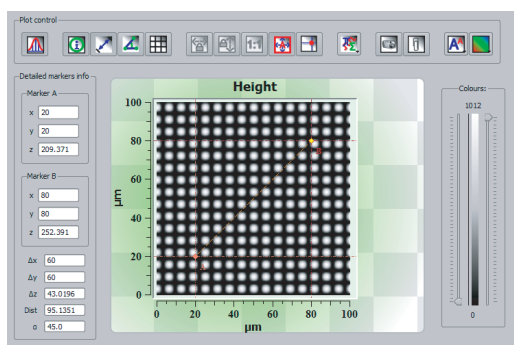 Plot control
1:1
A
Detailed markers info
Marker A
x 20
y 20
z 209.371
Marker B
x 80
y 80
z 252.391
Δx 60
Δy 60
Δz 43.0196
Dist 95.1351
α 45.0
Height
100
80
60
40
20
0
µm
0 20 40 60 80 100
µm
Colours:
1012
0